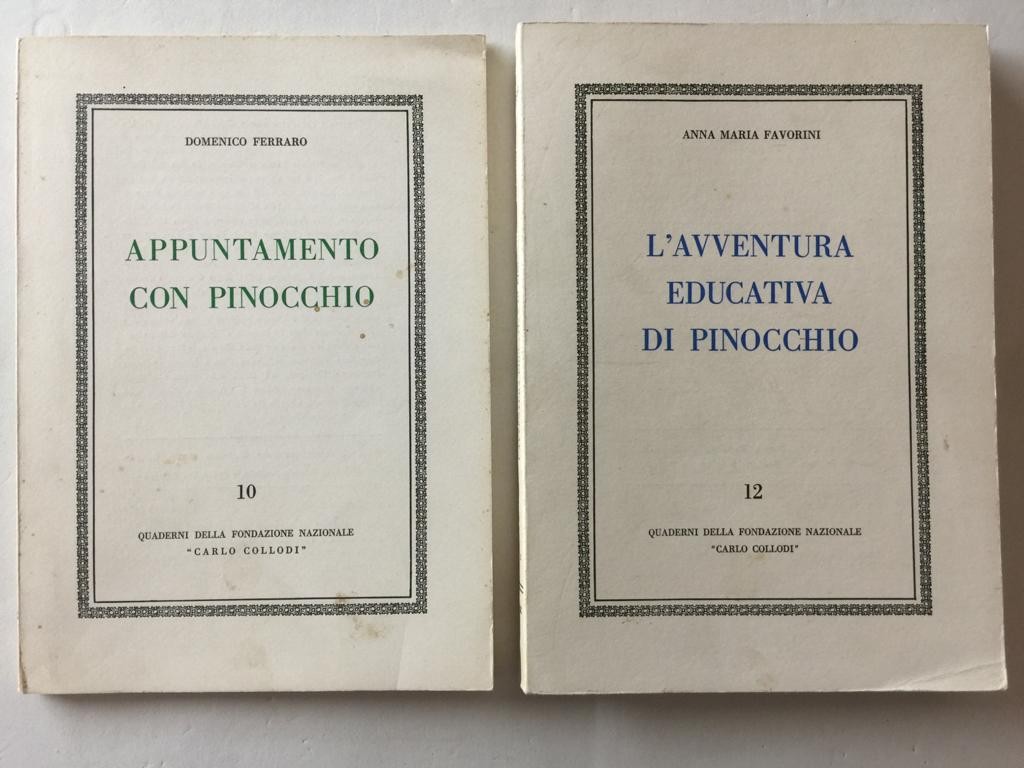 DOMENICO FERRARO
APPUNTAMENTO
CON PINOCCHIO
10
QUADERNI DELLA FONDAZIONE NAZIONALE
"CARLO COLLODI"
ANNA MARIA FAVORINI
L'AVVENTURA
EDUCATIVA
DI PINOCCHIO
12
QUADERNI DELLA FONDAZIONE NAZIONALE
"CARLO COLLODI"